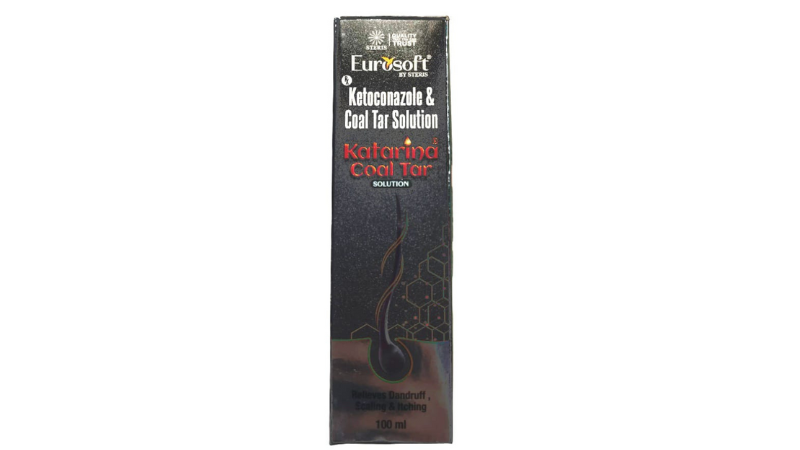 STERIS
QUALITY
TRUST
Eurosoft®
BY STERIS
Ketoconazole &
Coal Tar Solution
Katarina
Coal Tar
SOLUTION
Relieves Dandruff,
Scaling & Itching
100 ml